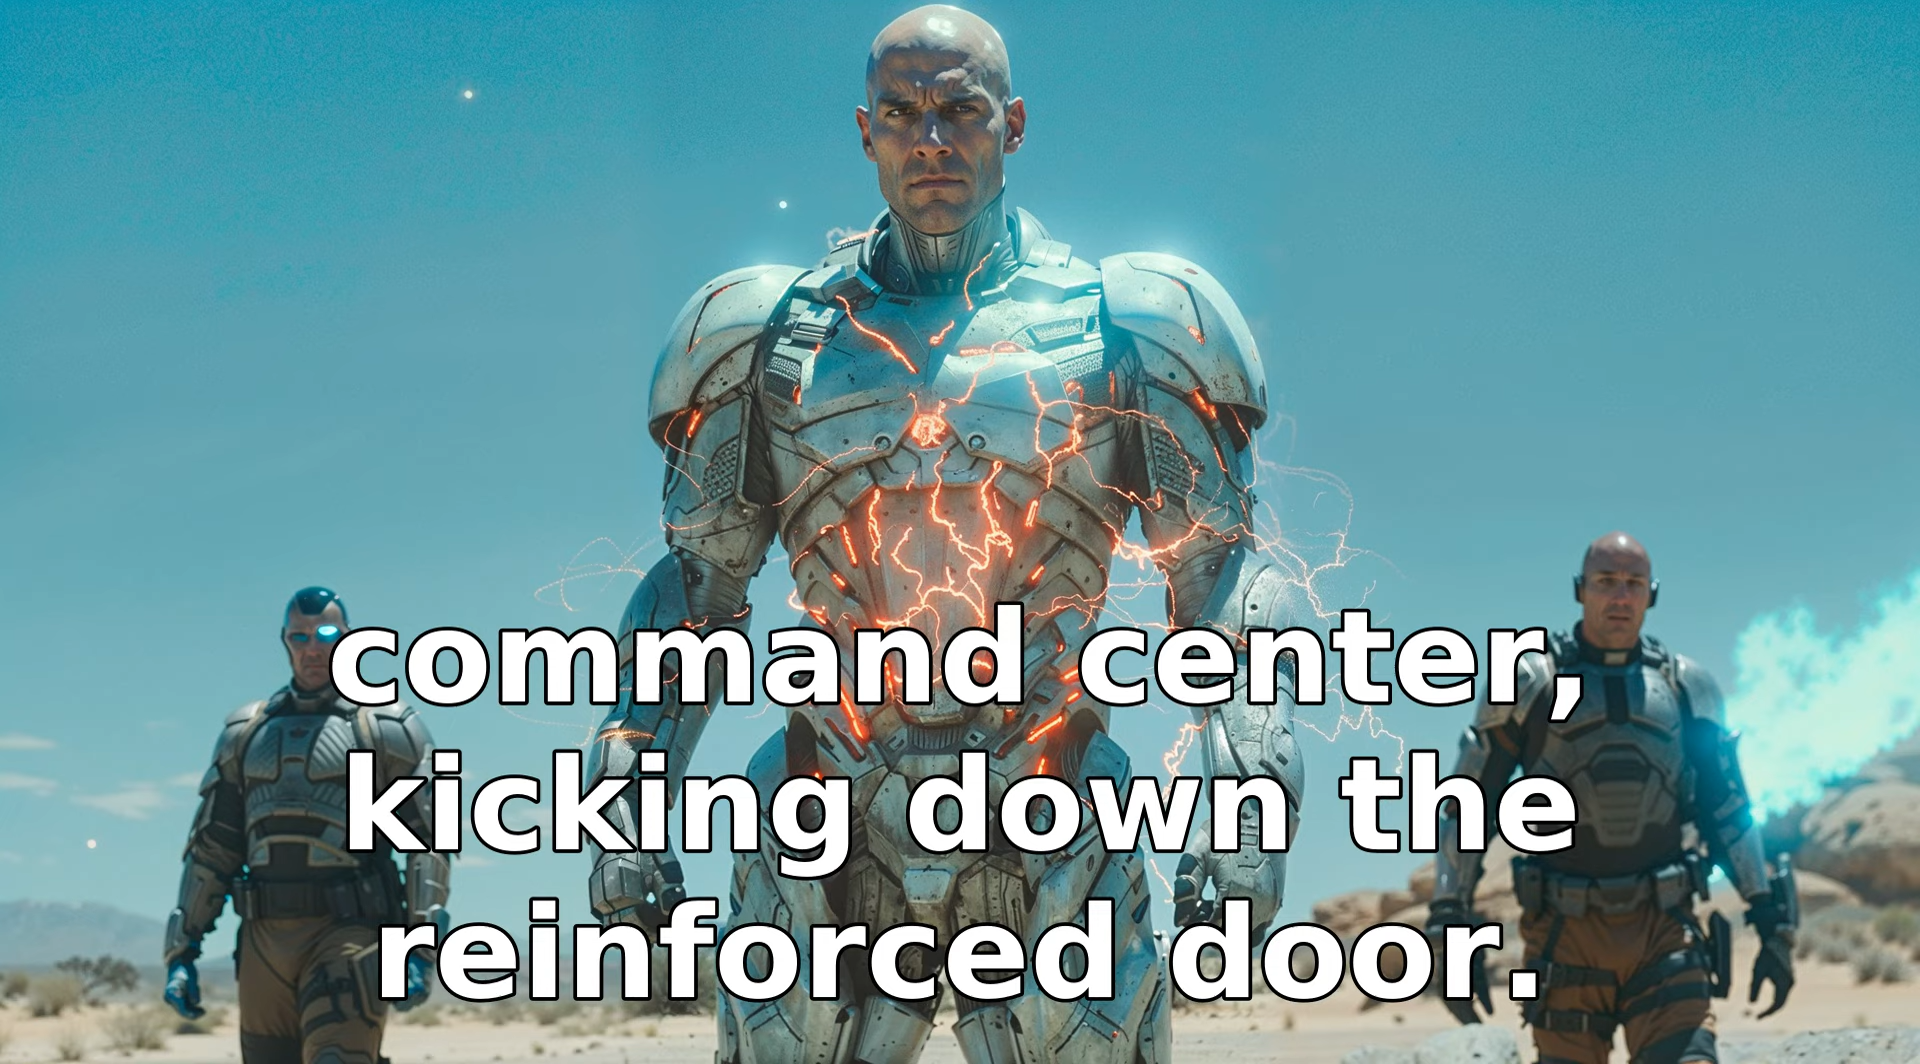 command center,
kicking down the
reinforced door.